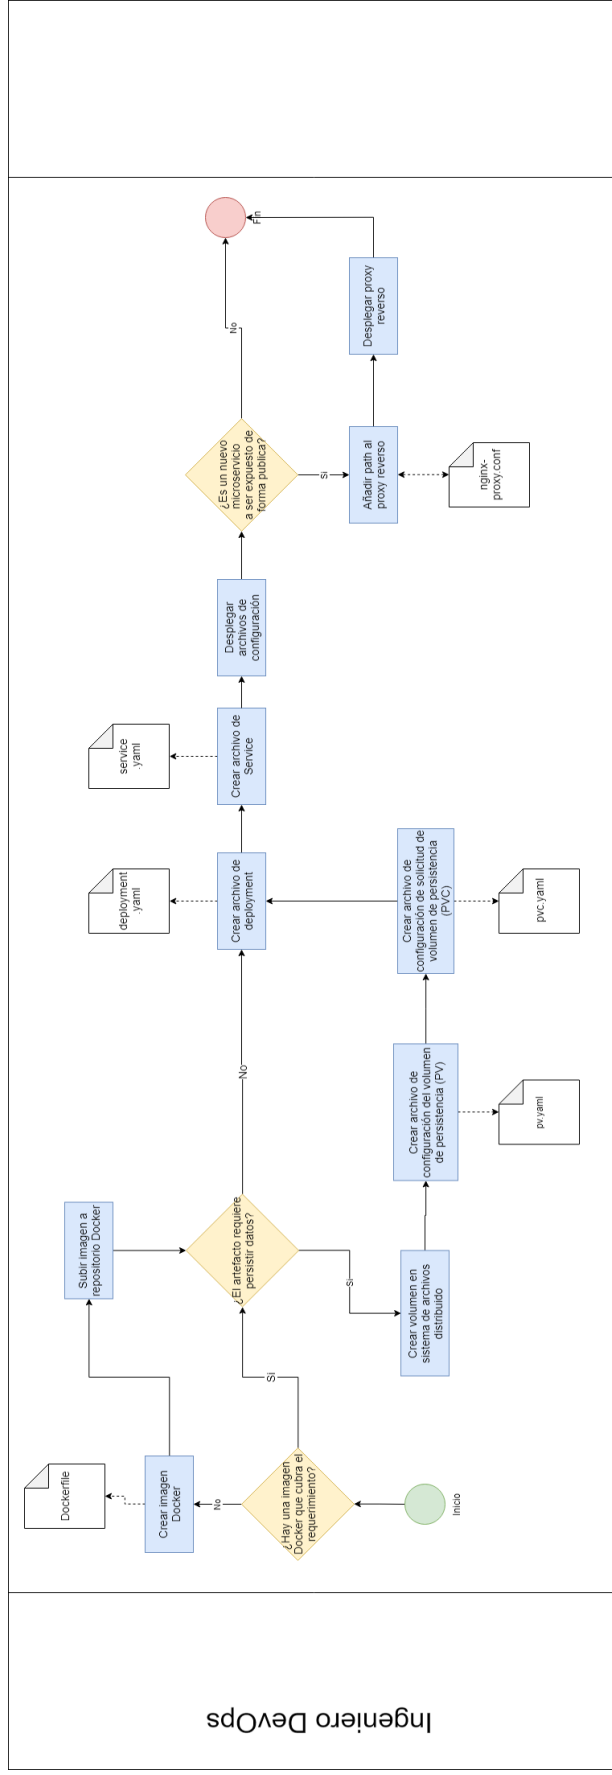 Ingeniero DevOps
Inicio
¿Hay una imagen
Docker que cubra el
requerimiento?
No
Crear imagen
Docker
Dockerfile
Subir imagen a
repositorio Docker
Si
¿El artefacto requiere
persistir datos?
Si
Crear volumen en
sistema de archivos
distribuido
Crear archivo de
configuración del volumen
de persistencia (PV)
pv.yaml
Crear archivo de
configuración de solicitud de
volumen de persistencia
(PVC)
pvc.yaml
No
Crear archivo de
deployment
deployment
.yaml
Crear archivo de
Service
service
.yaml
Desplegar
archivos de
configuración
¿Es un nuevo
microservicio
a ser expuesto de
forma publica?
Si
Añadir path al
proxy reverso
nginx-
proxy.conf
Desplegar proxy
reverso
No
Fin